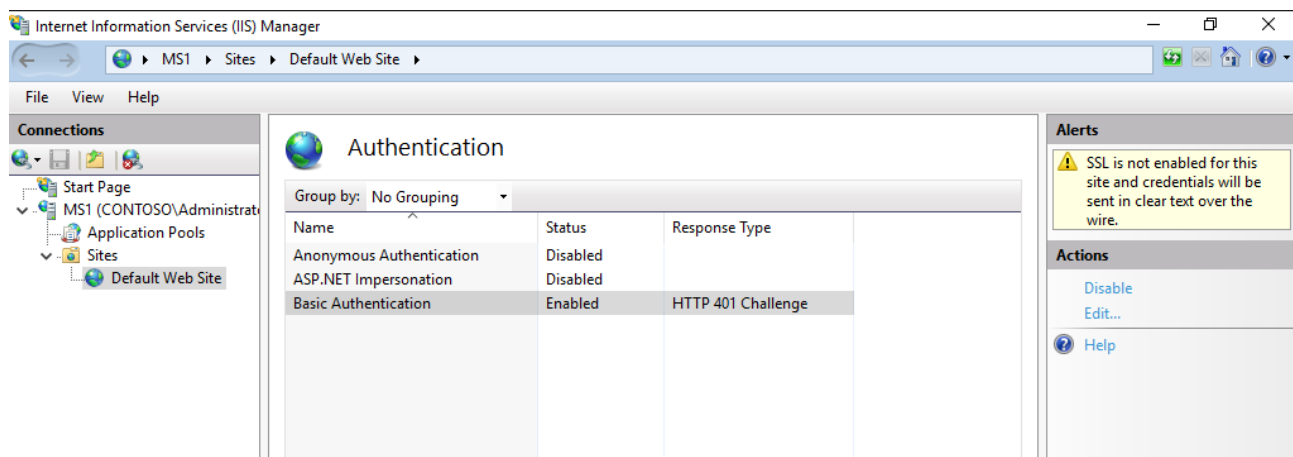 Internet Information Services (IIS) Manager
MS1 Sites Default Web Site
File View Help
Connections
Start Page
MS1 (CONTOSO\Administrat
Application Pools
Sites
Default Web Site
Authentication
Group by: No Grouping
Name Status Response Type
Anonymous Authentication Disabled
ASP.NET Impersonation Disabled
Basic Authentication Enabled HTTP 401 Challenge
Alerts
SSL is not enabled for this
site and credentials will be
sent in clear text over the
wire.
Actions
Disable
Edit...
Help